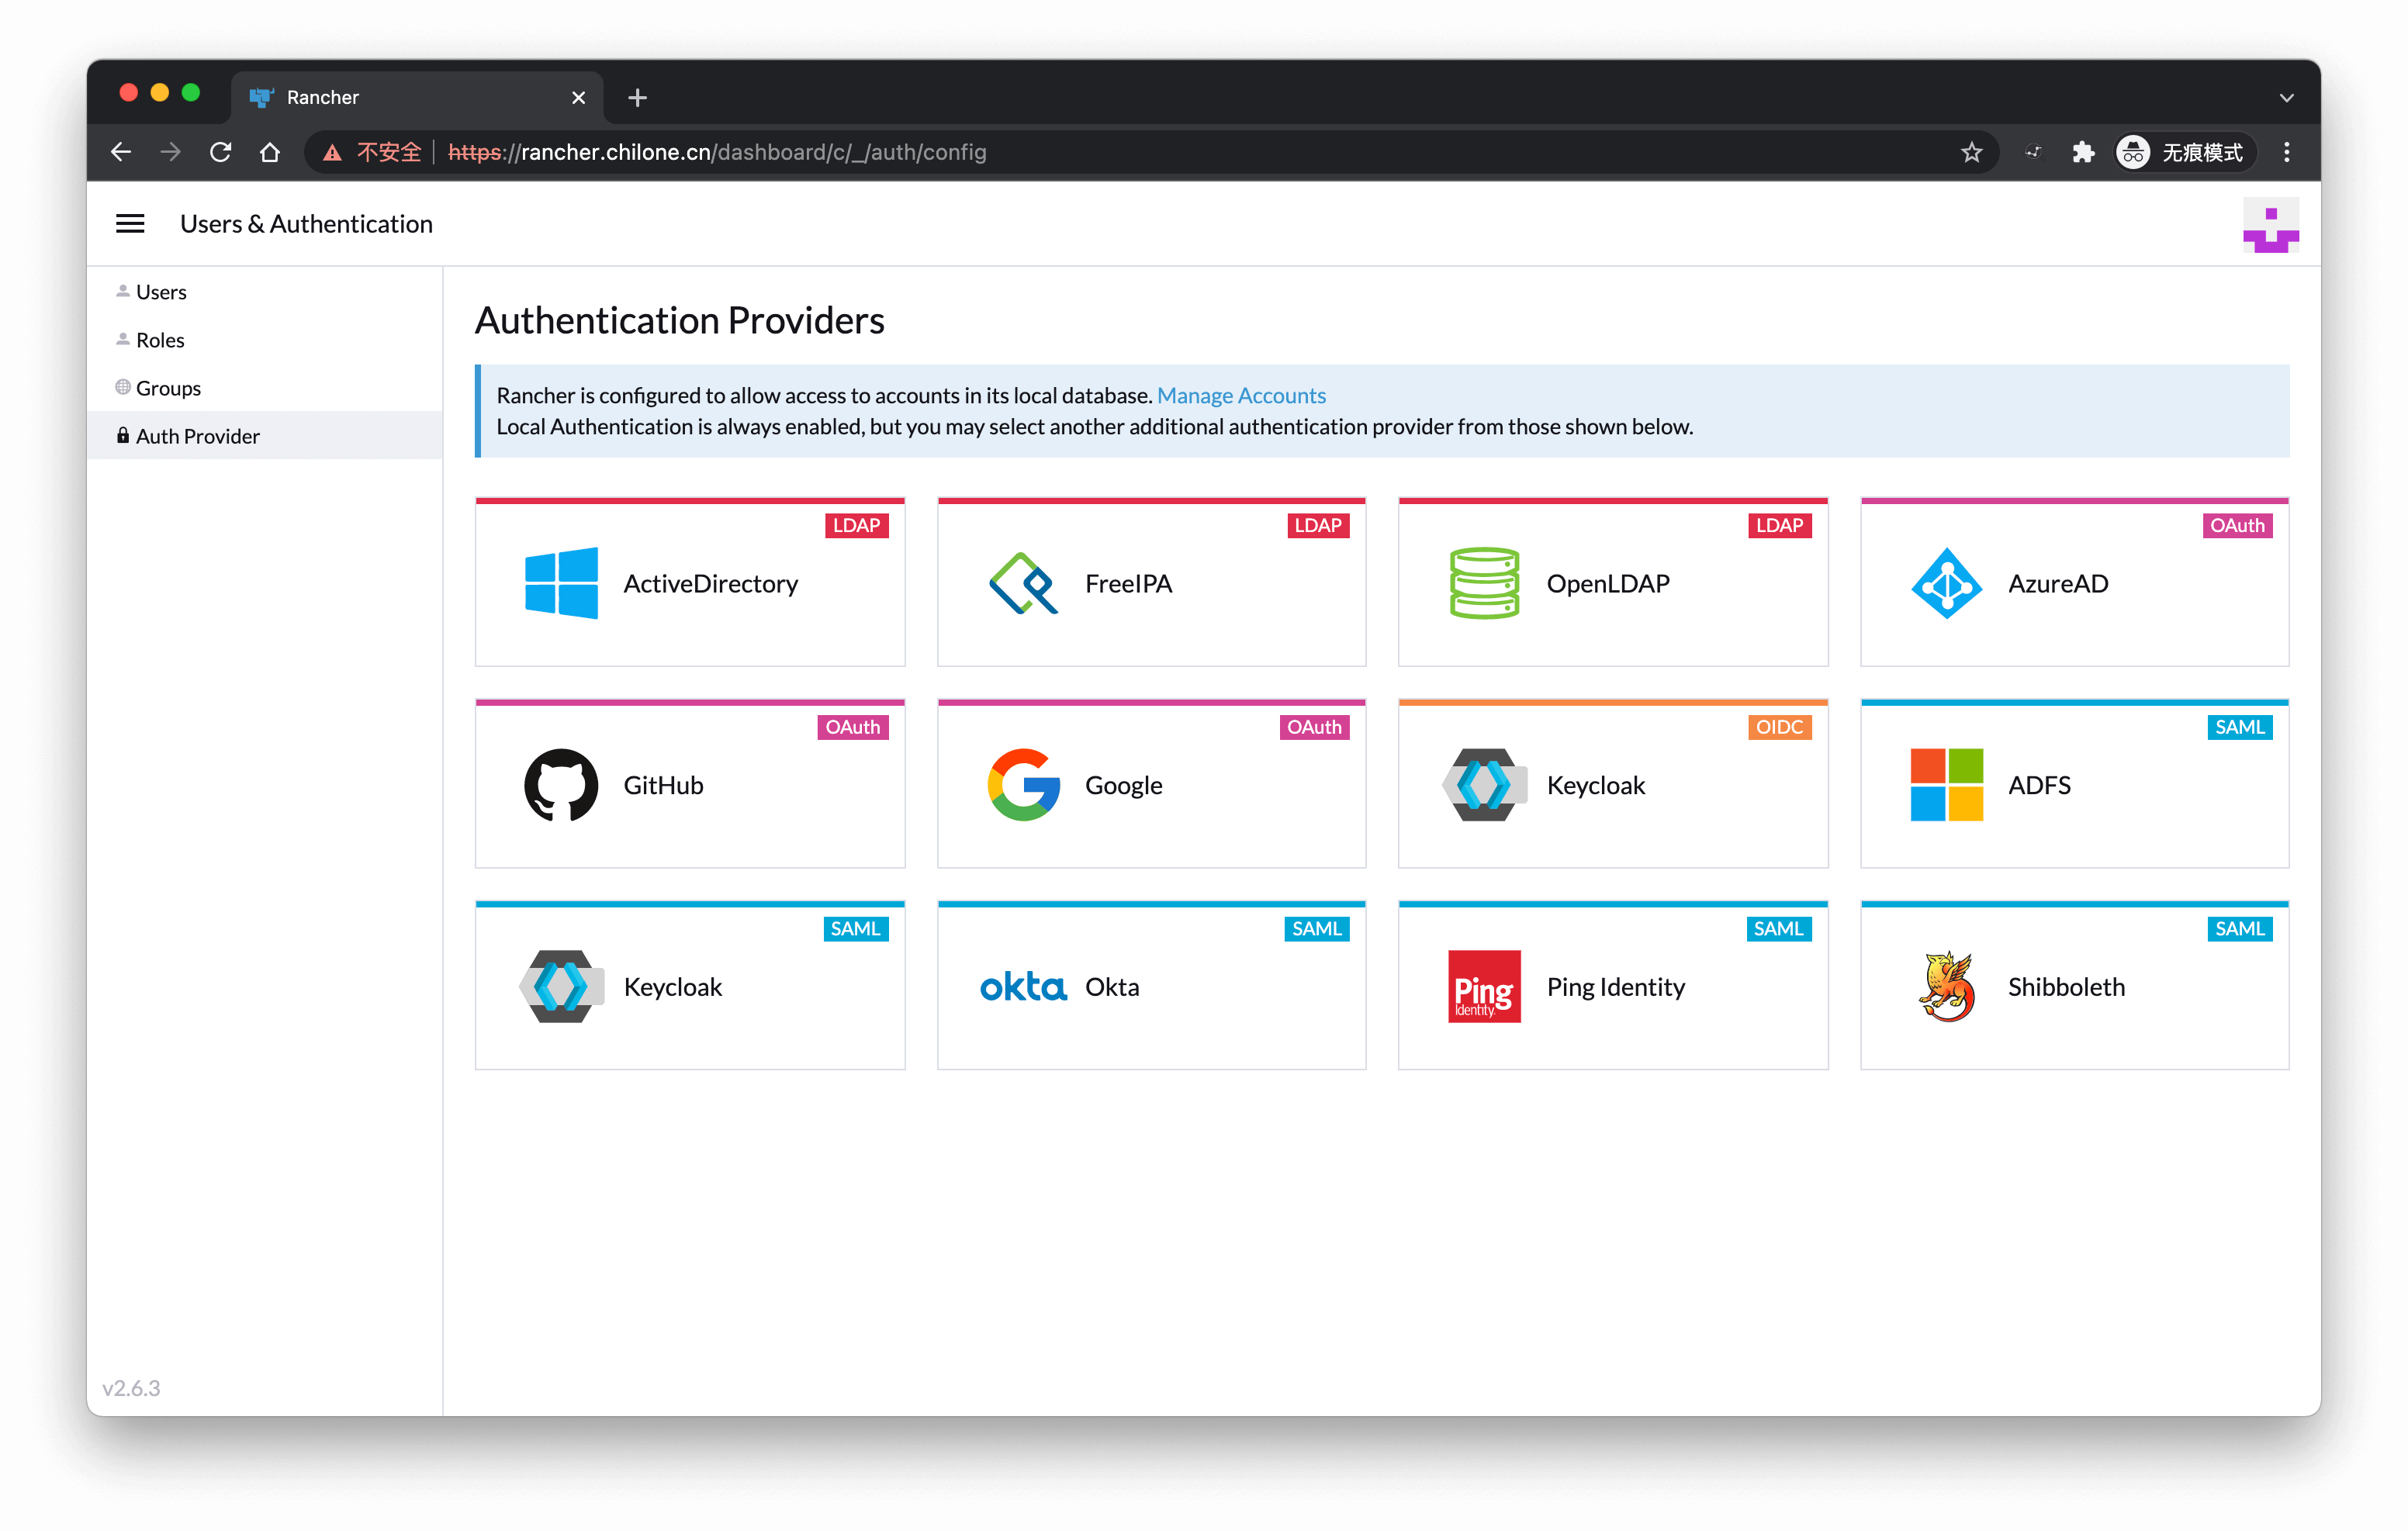 Rancher
不安全
https://rancher.chilone.cn/dashboard/c/_/auth/config
无痕模式
Users & Authentication
Users
Roles
Groups
Auth Provider
v2.6.3
Authentication Providers
Rancher is configured to allow access to accounts in its local database. Manage Accounts
Local Authentication is always enabled, but you may select another additional authentication provider from those shown below.
LDAP
ActiveDirectory
LDAP
FreeIPA
LDAP
OpenLDAP
OAuth
AzureAD
OAuth
GitHub
OAuth
Google
OIDC
Keycloak
SAML
ADFS
SAML
Keycloak
SAML
okta
Okta
SAML
Ping
Identity
Ping Identity
SAML
Shibboleth